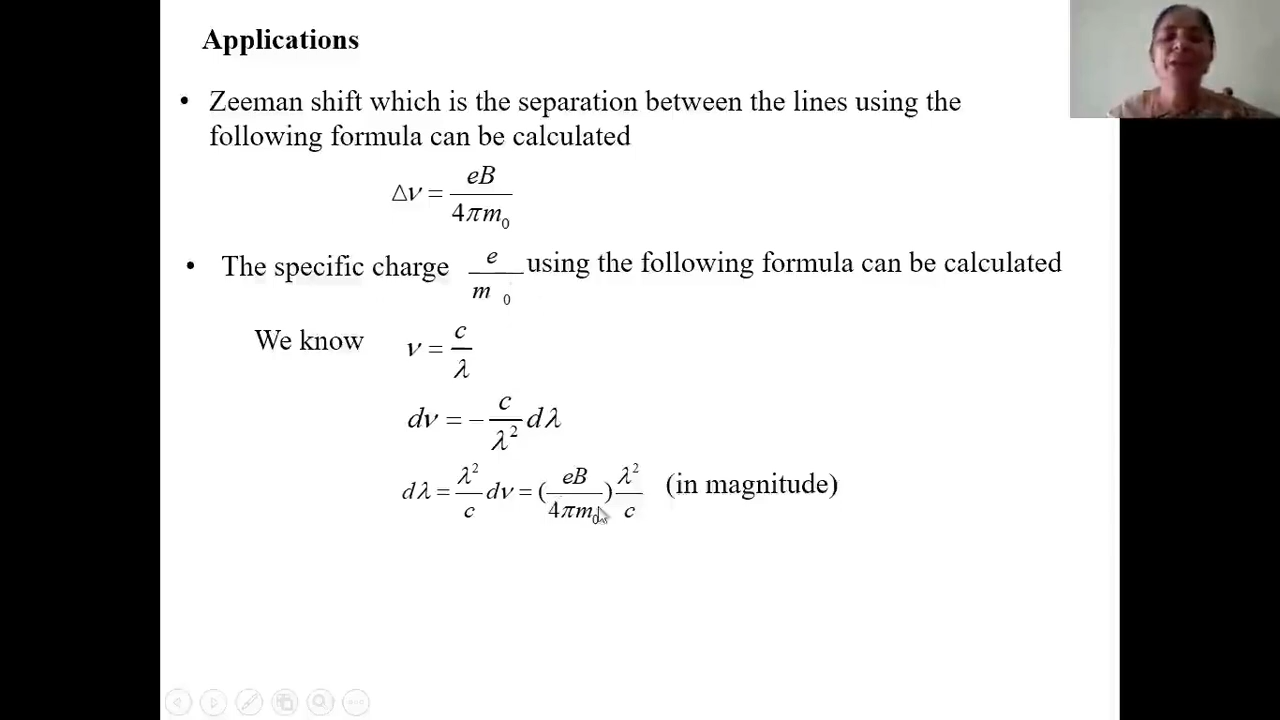 Applications
• Zeeman shift which is the separation between the lines using the
following formula can be calculated
Δν = eB / 4πm₀
• The specific charge e / m ₀ using the following formula can be calculated
We know ν = c / λ
dν = − c / λ² dλ
dλ = λ² / c dν = (eB / 4πm₀) λ² / c (in magnitude)